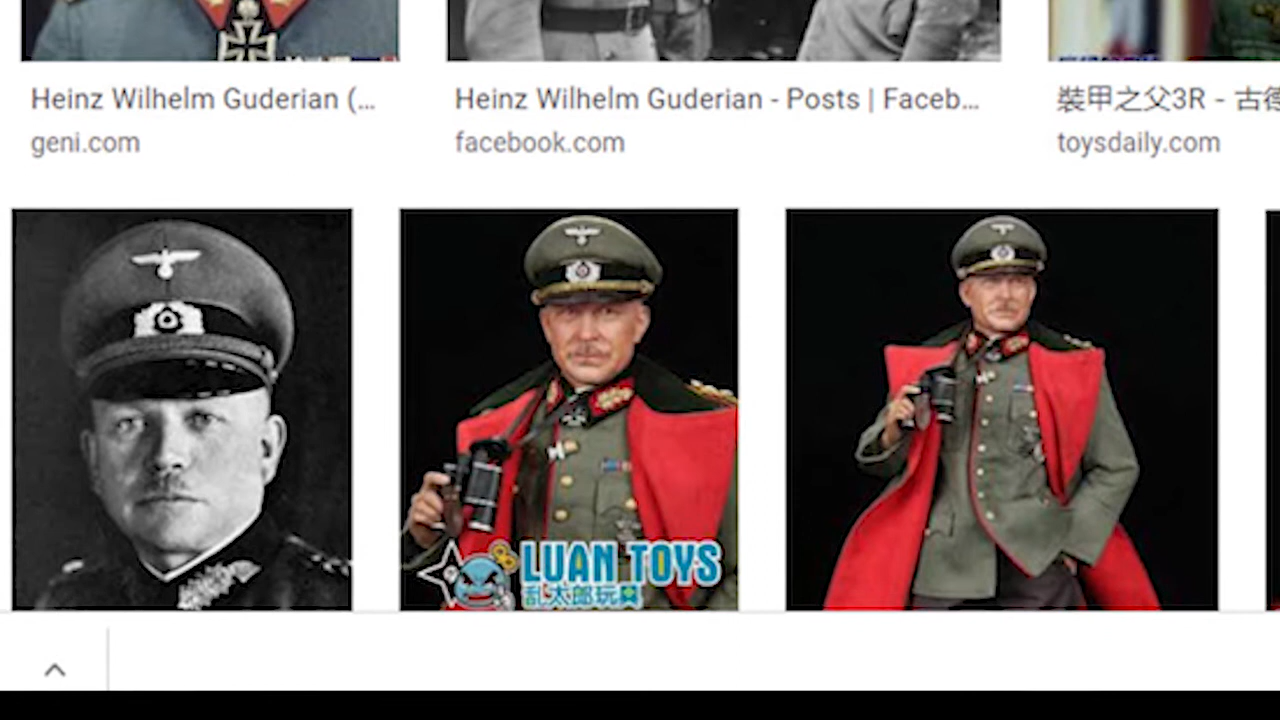 Heinz Wilhelm Guderian (...
Heinz Wilhelm Guderian - Posts | Faceb...
裝甲之父3R - 古德
geni.com
facebook.com
toysdaily.com
LUAN TOYS
乱太郎玩具